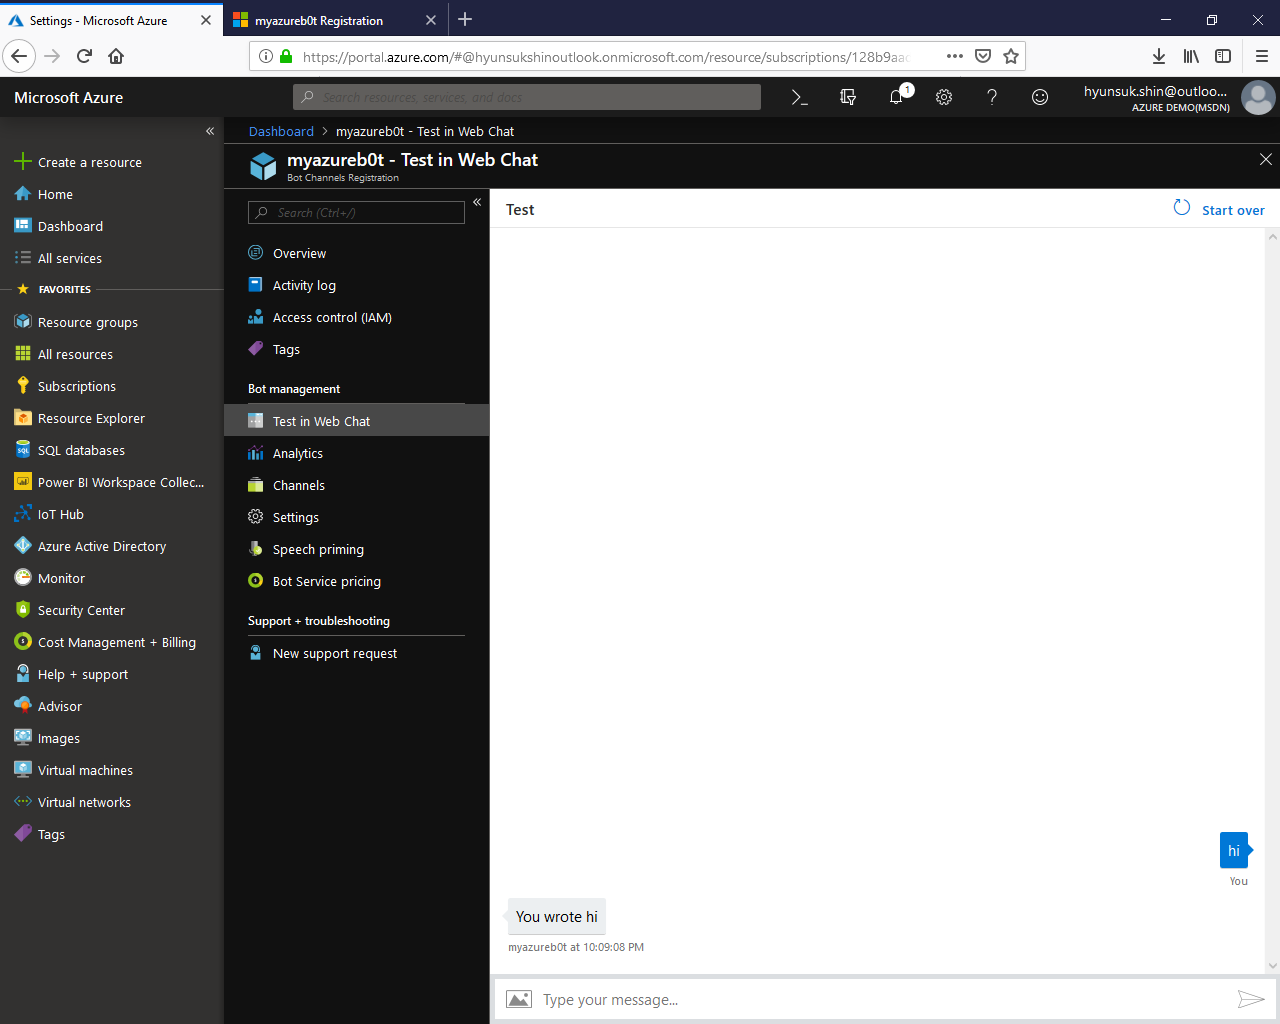 Settings - Microsoft Azure
myazureb0t Registration
https://portal.azure.com/#@hyunsukshinoutlook.onmicrosoft.com/resource/subscriptions/128b9aac
Microsoft Azure
Search resources, services, and docs
1
hyunsuk.shin@outloo...
AZURE DEMO(MSDN)
Create a resource
Home
Dashboard
All services
FAVORITES
Resource groups
All resources
Subscriptions
Resource Explorer
SQL databases
Power BI Workspace Collec...
IoT Hub
Azure Active Directory
Monitor
Security Center
Cost Management + Billing
Help + support
Advisor
Images
Virtual machines
Virtual networks
Tags
Dashboard > myazureb0t - Test in Web Chat
myazureb0t - Test in Web Chat
Bot Channels Registration
Search (Ctrl+/)
Overview
Activity log
Access control (IAM)
Tags
Bot management
Test in Web Chat
Analytics
Channels
Settings
Speech priming
Bot Service pricing
Support + troubleshooting
New support request
Test
Start over
hi
You
You wrote hi
myazureb0t at 10:09:08 PM
Type your message...